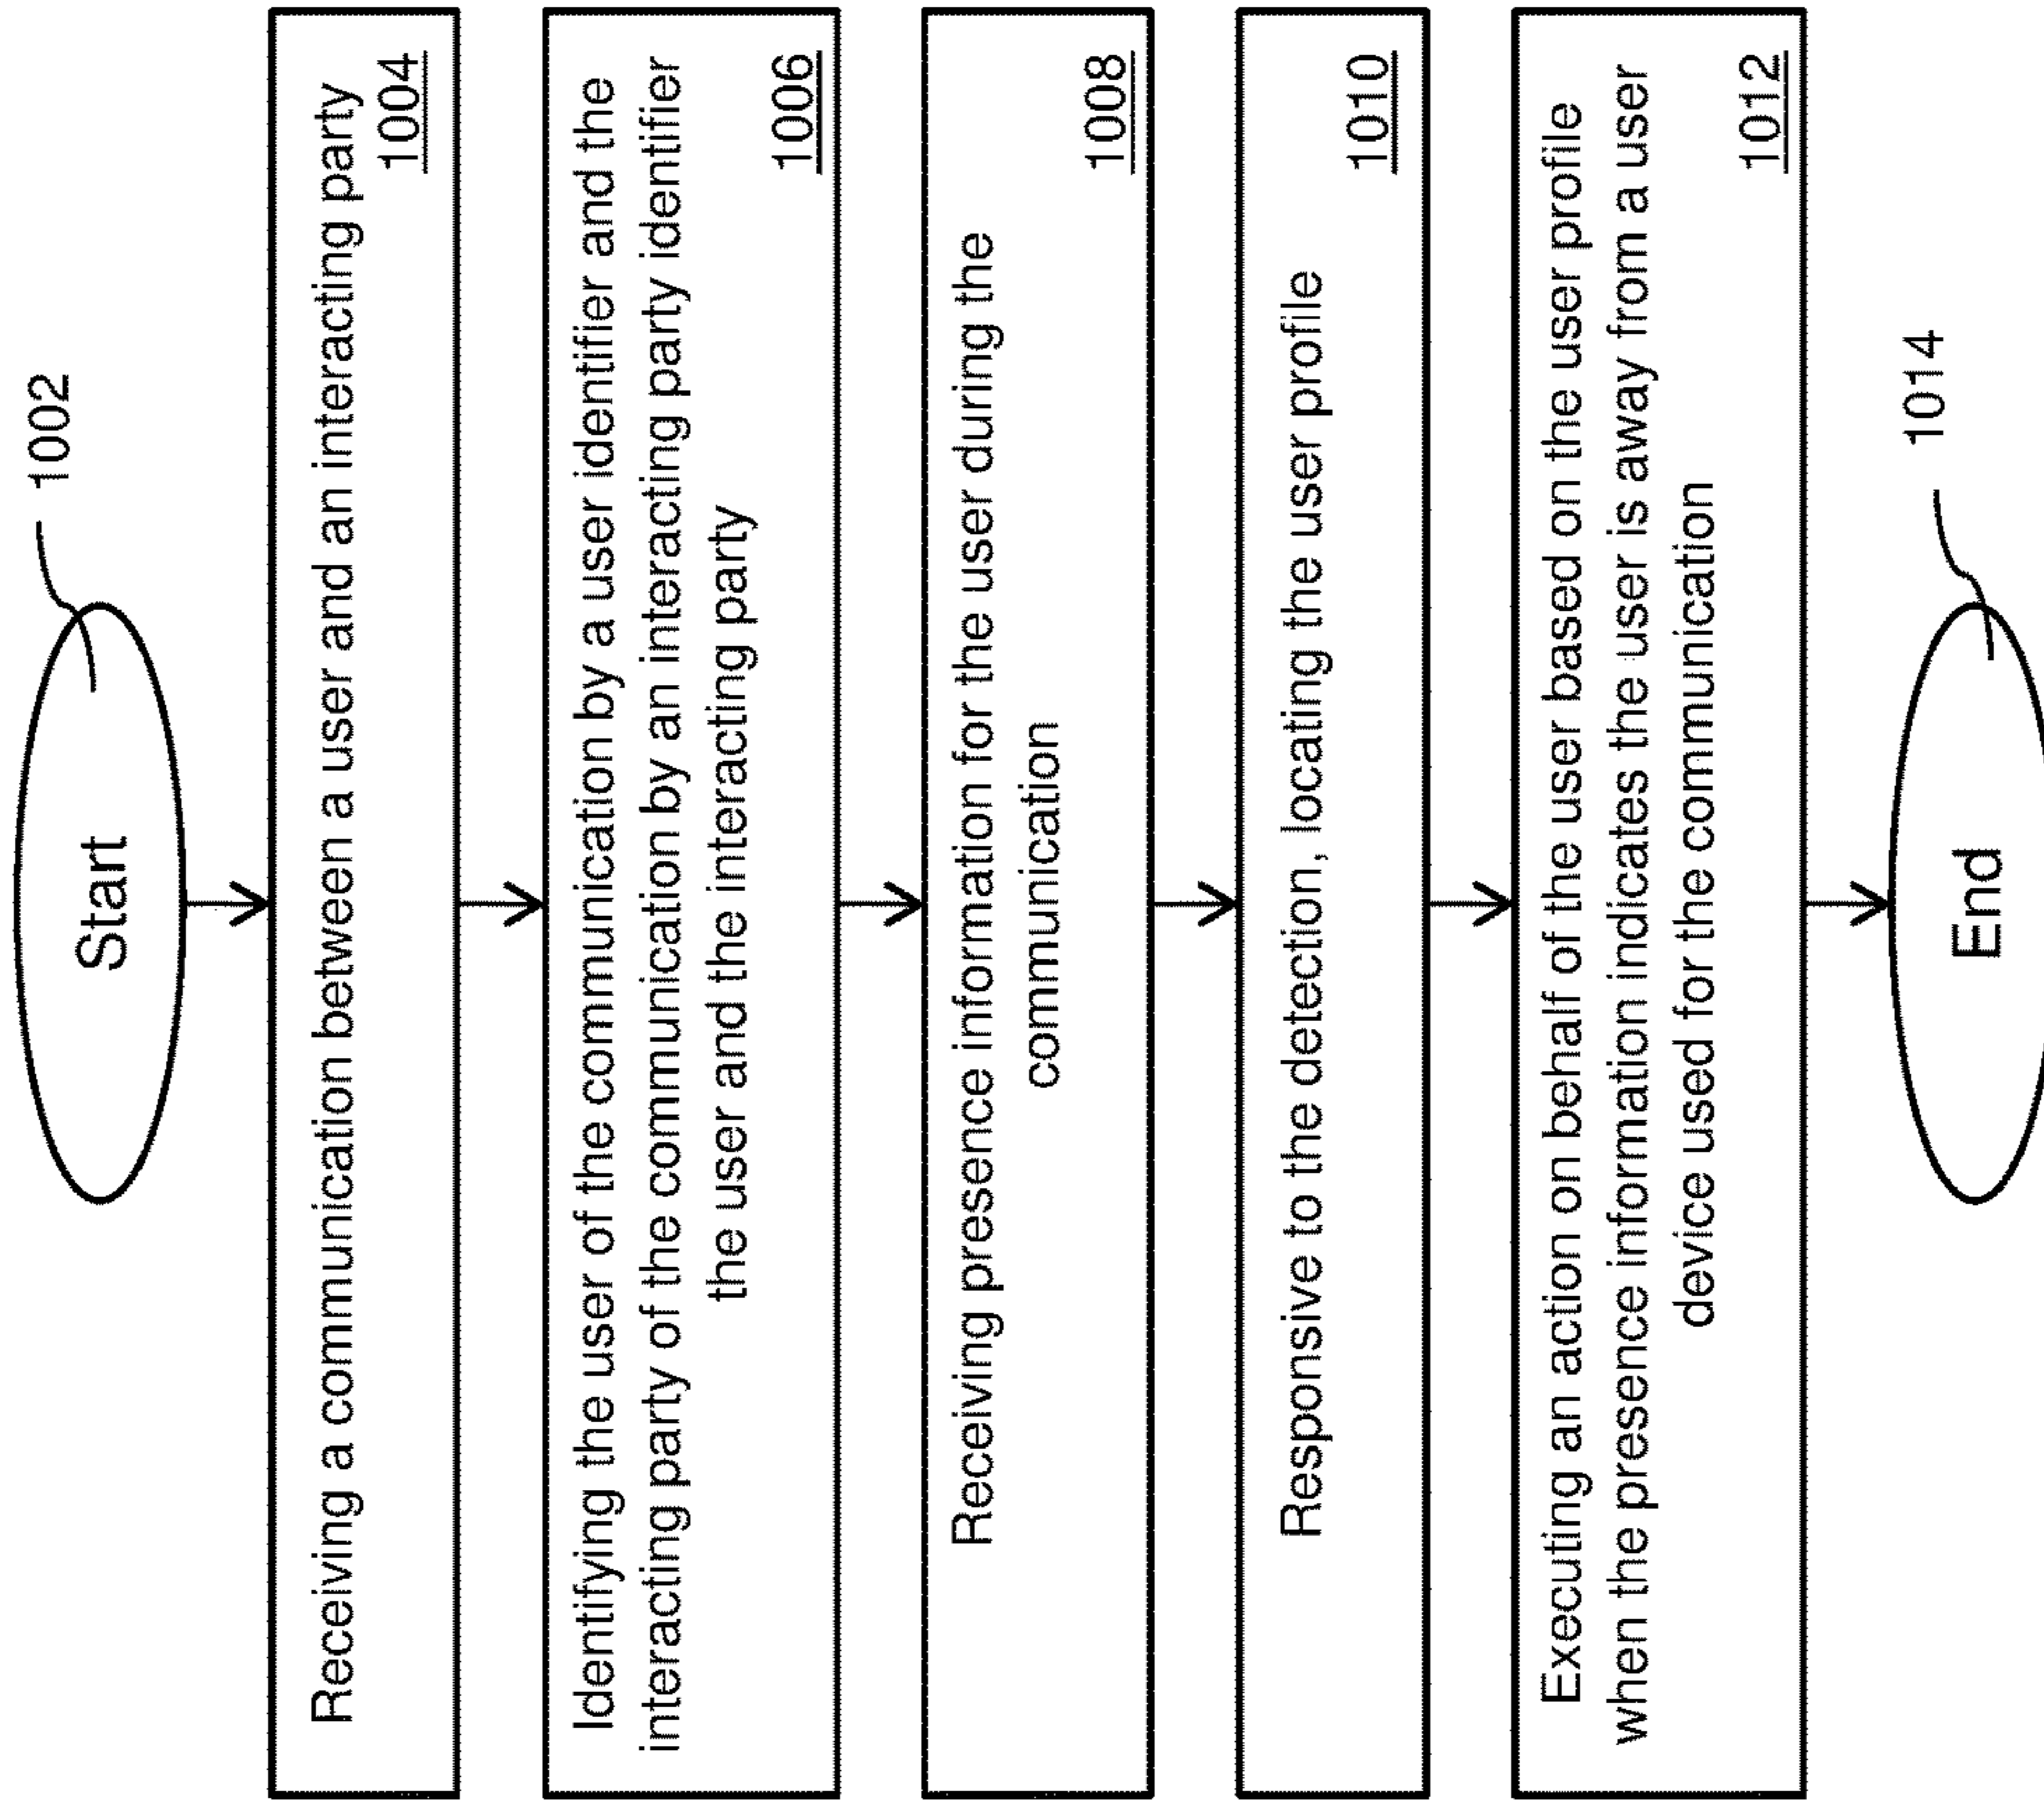 Start
1002
Receiving a communication between a user and an interacting party
1004
Identifying the user of the communication by a user identifier and the
interacting party of the communication by an interacting party identifier
the user and the interacting party
1006
Receiving presence information for the user during the
communication
1008
Responsive to the detection, locating the user profile
1010
Executing an action on behalf of the user based on the user profile
when the presence information indicates the user is away from a user
device used for the communication
1012
End
1014